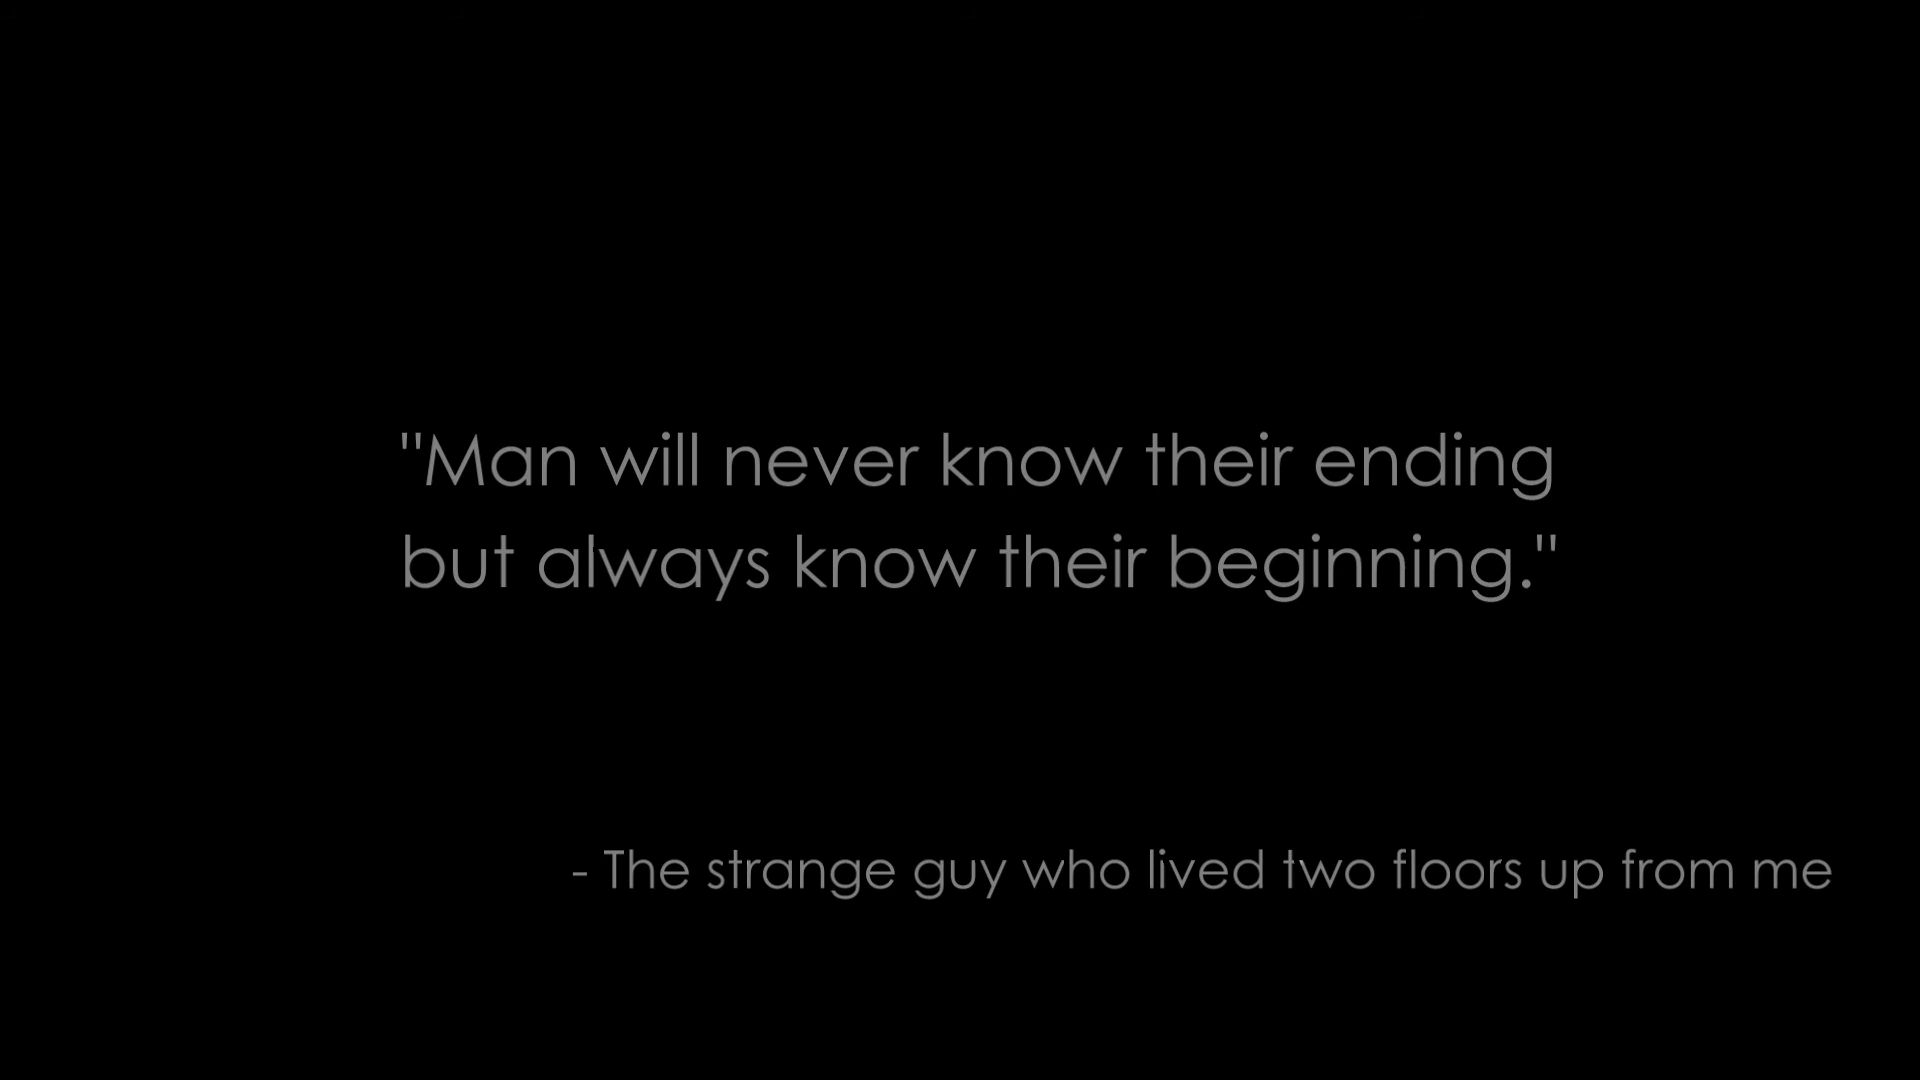 "Man will never know their ending
but always know their beginning."
- The strange guy who lived two floors up from me